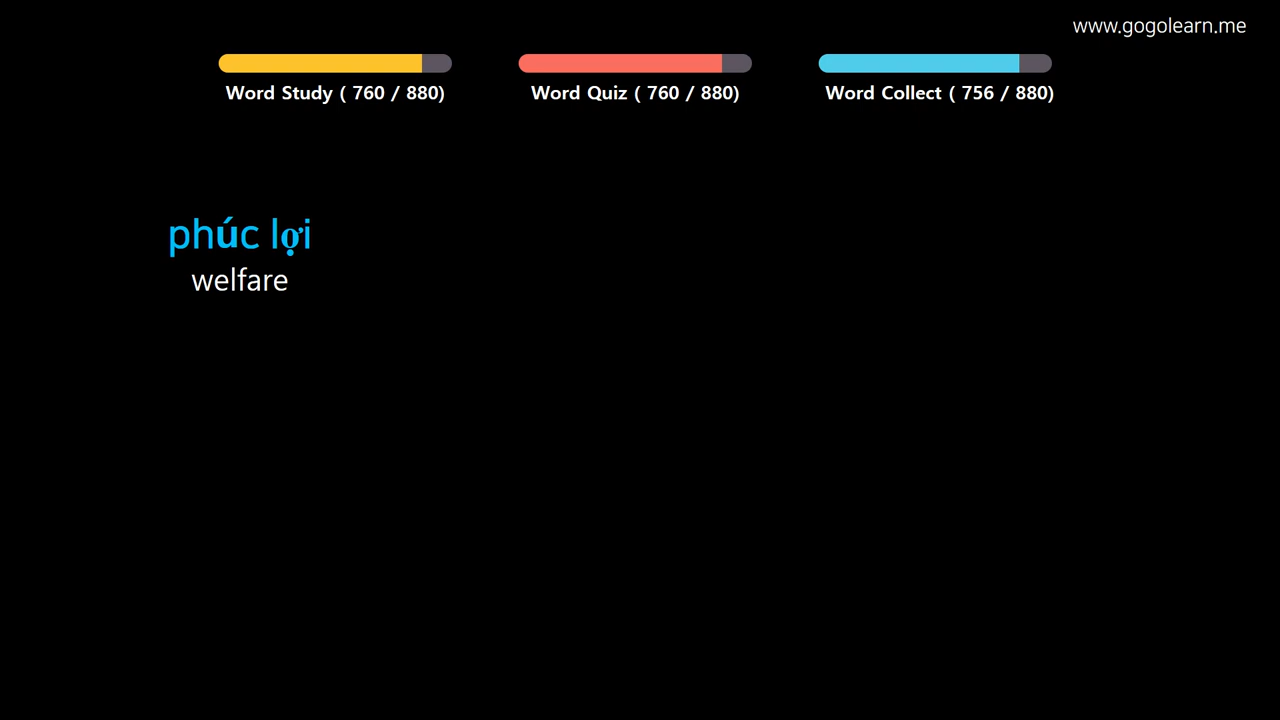 www.gogolearn.me
Word Study ( 760 / 880)
Word Quiz ( 760 / 880)
Word Collect ( 756 / 880)
phúc lợi
welfare